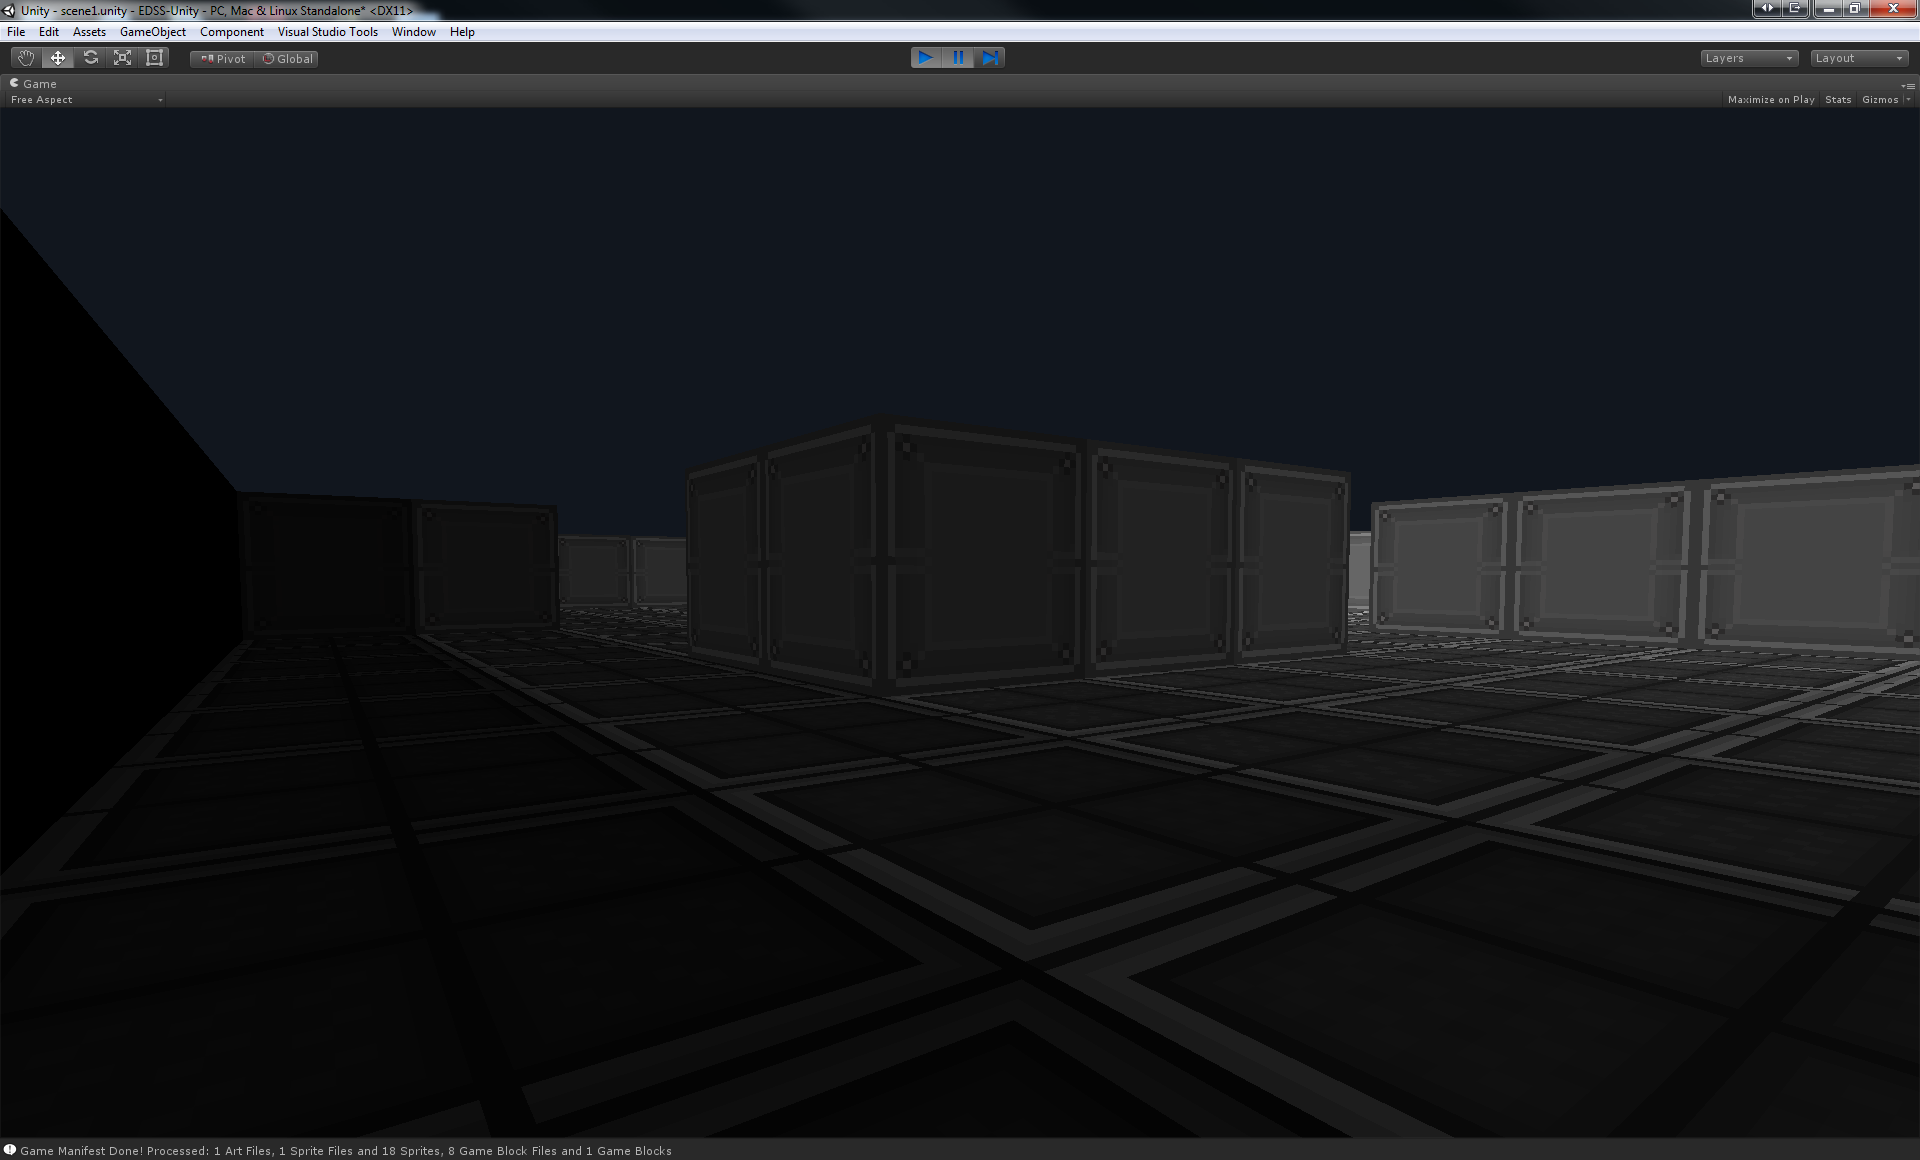 Unity - scene1.unity - EDSS-Unity - PC, Mac & Linux Standalone* <DX11>
File Edit Assets GameObject Component Visual Studio Tools Window Help
Pivot Global Layers Layout
Game
Free Aspect Maximize on Play Stats Gizmos
Game Manifest Done! Processed: 1 Art Files, 1 Sprite Files and 18 Sprites, 8 Game Block Files and 1 Game Blocks